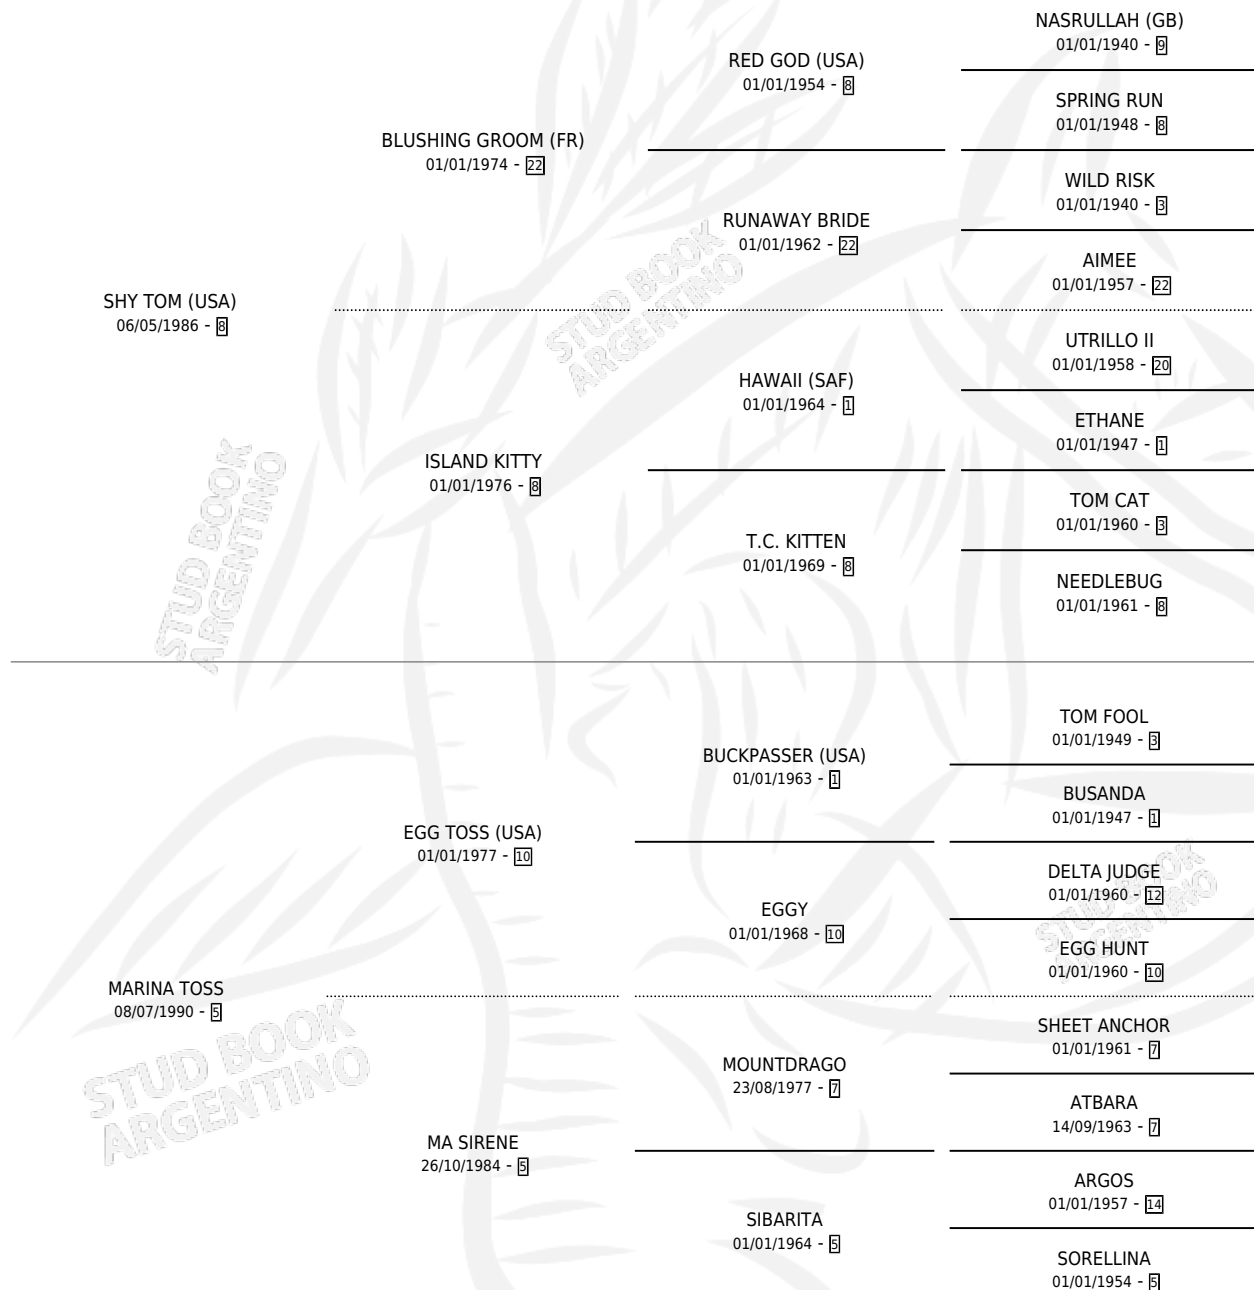 NASRULLAH (GB)
01/01/1940 - 9
RED GOD (USA)
01/01/1954 - 8
SPRING RUN
01/01/1948 - 8
BLUSHING GROOM (FR)
01/01/1974 - 22
WILD RISK
01/01/1940 - 3
RUNAWAY BRIDE
01/01/1962 - 22
AIMEE
01/01/1957 - 22
SHY TOM (USA)
06/05/1986 - 8
UTRILLO II
01/01/1958 - 20
HAWAII (SAF)
01/01/1964 - 1
ETHANE
01/01/1947 - 1
ISLAND KITTY
01/01/1976 - 8
TOM CAT
01/01/1960 - 3
T.C. KITTEN
01/01/1969 - 8
NEEDLEBUG
01/01/1961 - 8
TOM FOOL
01/01/1949 - 3
BUCKPASSER (USA)
01/01/1963 - 1
BUSANDA
01/01/1947 - 1
EGG TOSS (USA)
01/01/1977 - 10
DELTA JUDGE
01/01/1960 - 12
EGGY
01/01/1968 - 10
EGG HUNT
01/01/1960 - 10
MARINA TOSS
08/07/1990 - 5
SHEET ANCHOR
01/01/1961 - 7
MOUNTDRAGO
23/08/1977 - 7
ATBARA
14/09/1963 - 7
MA SIRENE
26/10/1984 - 5
ARGOS
01/01/1957 - 14
SIBARITA
01/01/1964 - 5
SORELLINA
01/01/1954 - 5
STUD BOOK
ARGENTINO
STUD BOOK
ARGENTINO
STUD BOOK
ARGENTINO
STUD BOOK
ARGENTINO